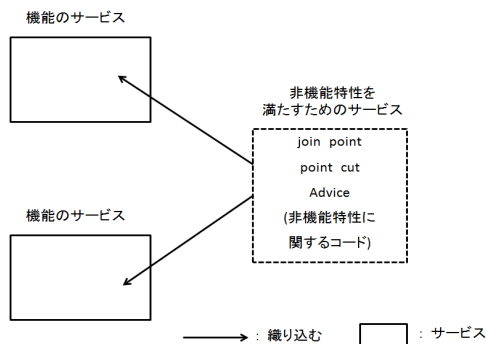 機能のサービス
非機能特性を
満たすためのサービス
join point
point cut
Advice
(非機能特性に
関するコード)
機能のサービス
: 織り込む
: サービス